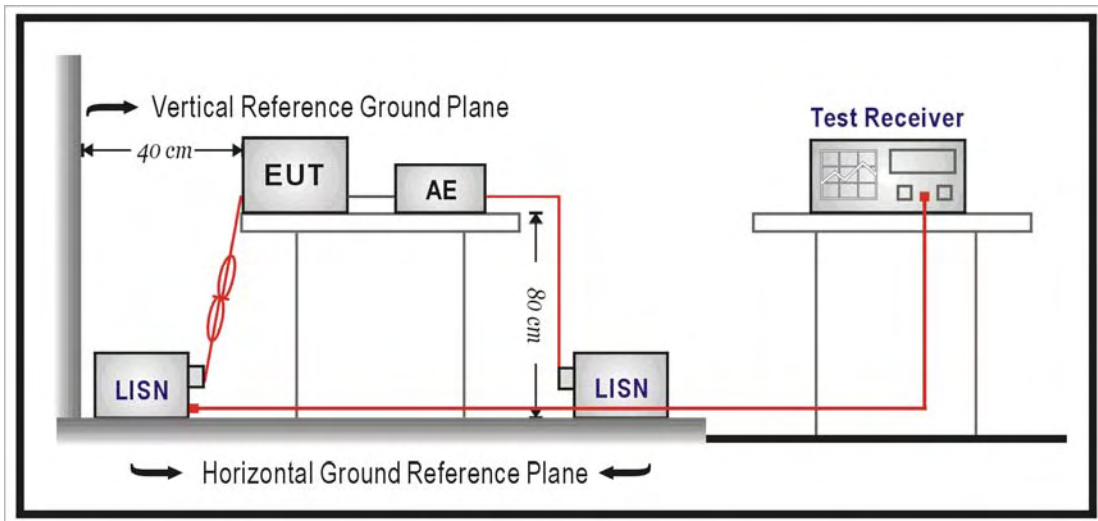 Vertical Reference Ground Plane
Test Receiver
40 cm
EUT
AE
80 cm
LISN
LISN
Horizontal Ground Reference Plane